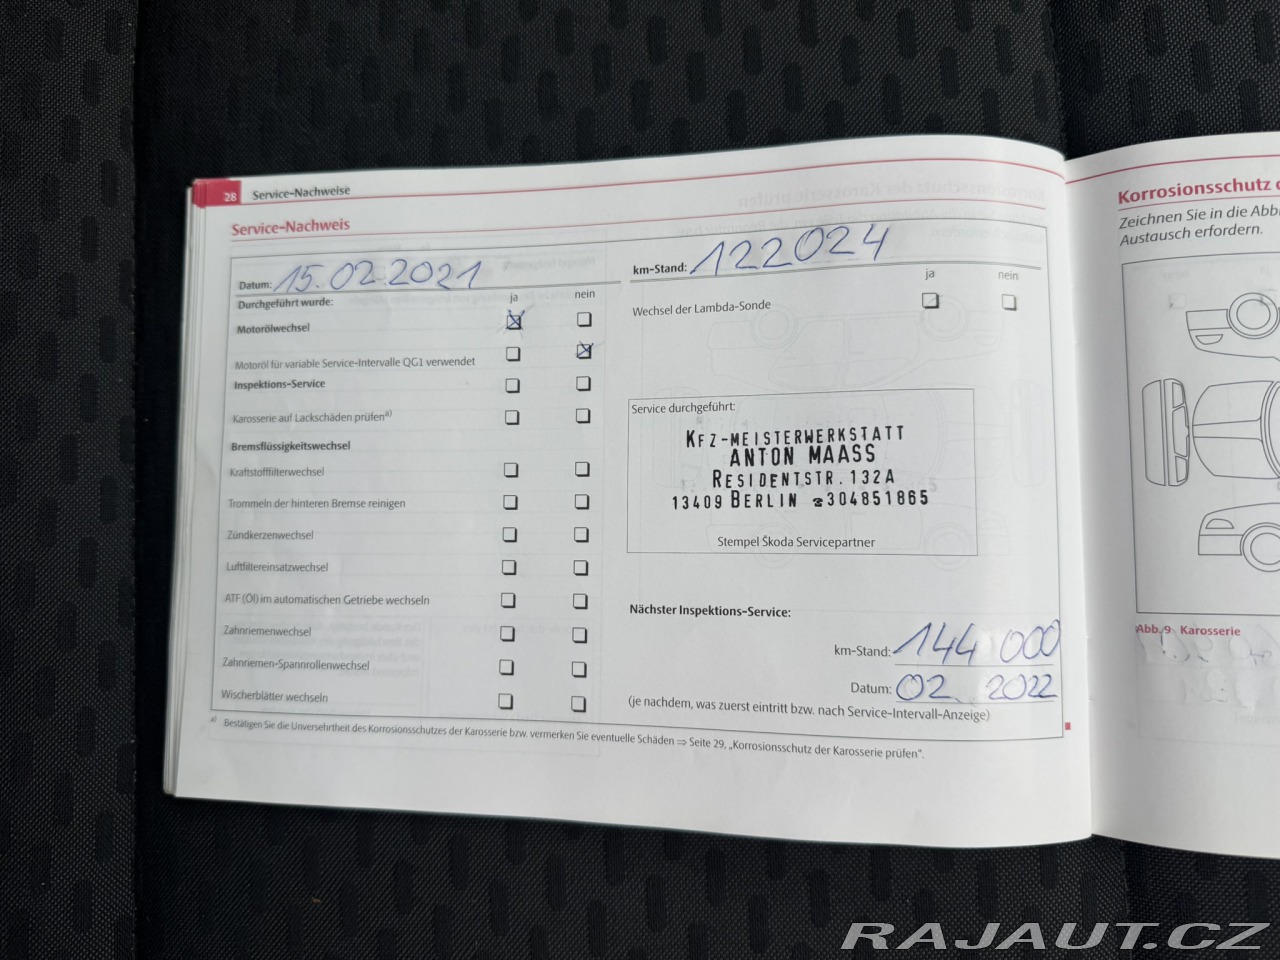 28 Service-Nachweise
Service-Nachweis
Datum: 15.02.2021
km-Stand: 122024
Durchgeführt wurde: ja nein
ja nein
Motorölwechsel
Wechsel der Lambda-Sonde
Motoröl für variable Service-Intervalle QG1 verwendet
Inspektions-Service
Karosserie auf Lackschäden prüfen a)
Bremsflüssigkeitswechsel
Kraftstofffilterwechsel
Trommeln der hinteren Bremse reinigen
Zündkerzenwechsel
Luftfiltereinsatzwechsel
ATF (Öl) im automatischen Getriebe wechseln
Zahnriemenwechsel
Zahnriemen-Spannrollenwechsel
Wischerblätter wechseln
Service durchgeführt:
KFZ-MEISTERWERKSTATT
ANTON MAASS
RESIDENTSTR. 132A
13409 BERLIN ☎304851865
Stempel Škoda Servicepartner
Nächster Inspektions-Service:
km-Stand: 144 000
Datum: 02. 2022
(je nachdem, was zuerst eintritt bzw. nach Service-Intervall-Anzeige)
a) Bestätigen Sie die Unversehrtheit des Korrosionsschutzes der Karosserie bzw. vermerken Sie eventuelle Schäden ⇒ Seite 29, „Korrosionsschutz der Karosserie prüfen“.
Korrosionsschutz
Zeichnen Sie in die Abb
Austausch erfordern.
Abb. 9 Karosserie
RAJAUT.CZ